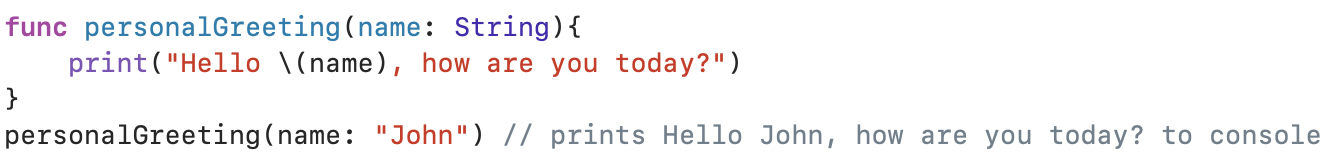 func personalGreeting(name: String){
    print("Hello \(name), how are you today?")
}
personalGreeting(name: "John") // prints Hello John, how are you today? to console